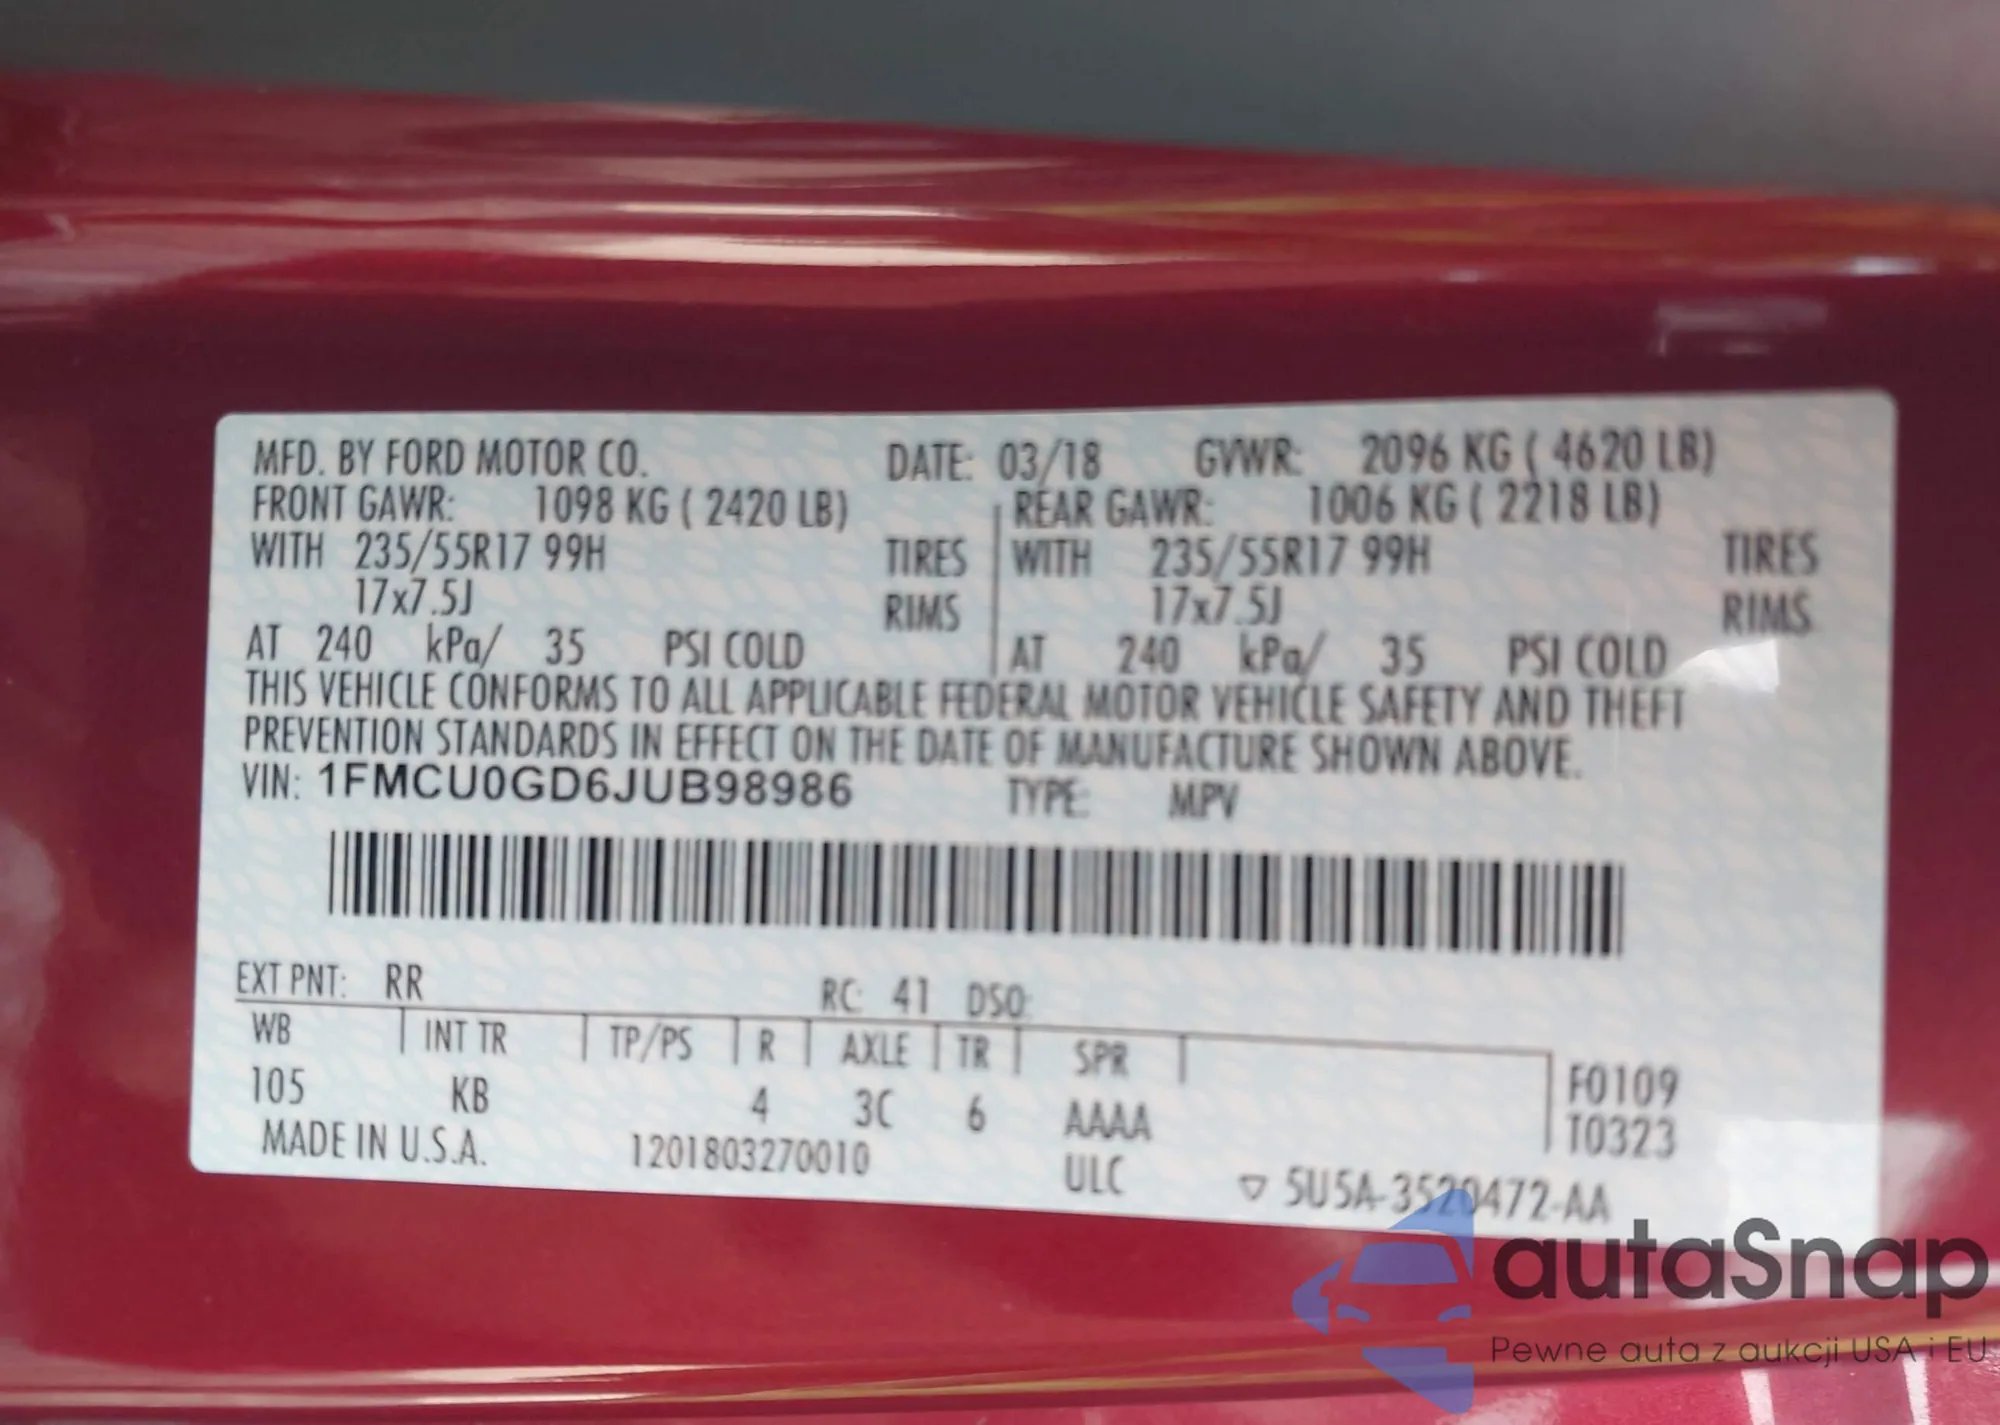 MFD. BY FORD MOTOR CO. DATE: 03/18 GVWR: 2096 KG ( 4620 LB)
FRONT GAWR: 1098 KG ( 2420 LB) REAR GAWR: 1006 KG ( 2218 LB)
WITH 235/55R17 99H TIRES WITH 235/55R17 99H TIRES
17x7.5J RIMS 17x7.5J RIMS
AT 240 kPa/ 35 PSI COLD AT 240 kPa/ 35 PSI COLD
THIS VEHICLE CONFORMS TO ALL APPLICABLE FEDERAL MOTOR VEHICLE SAFETY AND THEFT
PREVENTION STANDARDS IN EFFECT ON THE DATE OF MANUFACTURE SHOWN ABOVE.
VIN: 1FMCU0GD6JUB98986 TYPE: MPV
EXT PNT: RR RC: 41 DSO:
WB INT TR TP/PS R AXLE TR SPR
105 KB 4 3C 6 AAAA F0109
T0323
MADE IN U.S.A. 1201803270010 ULC ▽ 5U5A-3520472-AA
autaSnap
Pewne auta z aukcji USA i EU